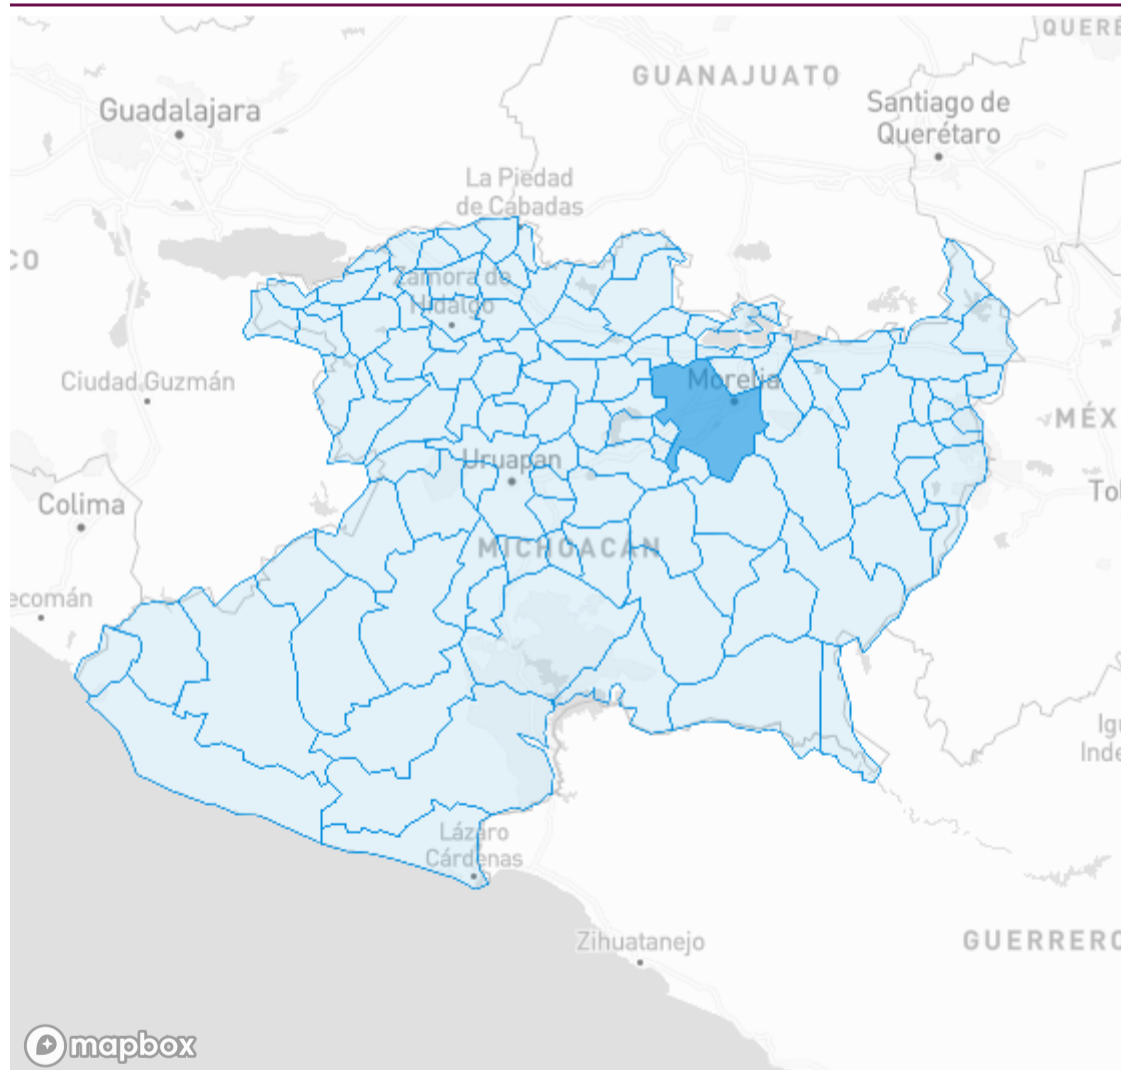 QUERÉ
GUANAJUATO
Guadalajara
Santiago de
Querétaro
La Piedad
de Cabadas
CO
Zamora de
Hidalgo
Ciudad Guzmán
Morelia
MÉX
Uruapan
Tol
Colima
MICHOACÁN
ecomán
Igu
Inde
Lázaro
Cárdenas
Zihuatanejo
GUERRERO
mapbox